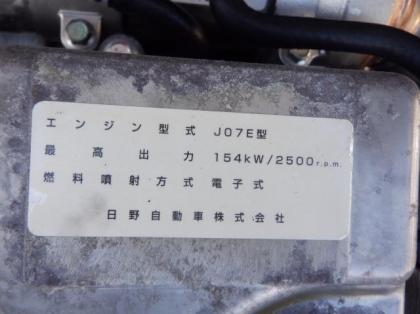 エンジン型式 J07E型
最高出力 154kW/2500r.p.m.
燃料噴射方式 電子式
日野自動車株式会社